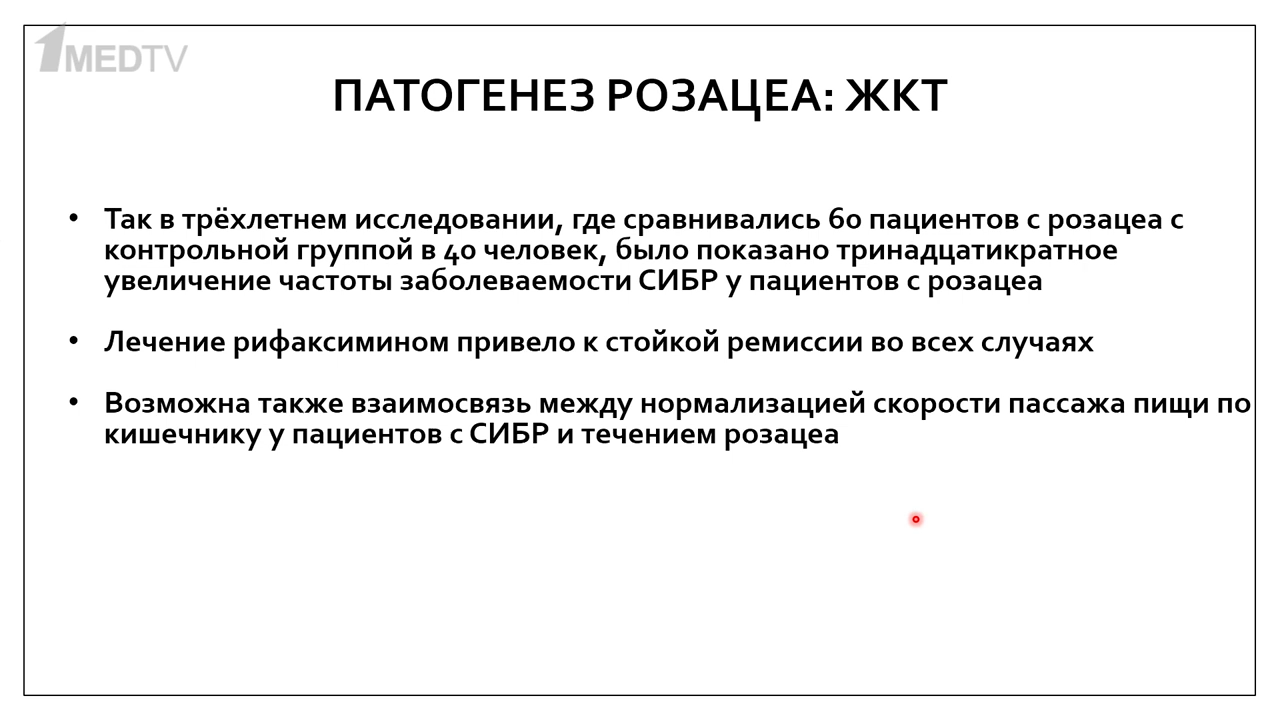 1MEDTV
ПАТОГЕНЕЗ РОЗАЦЕА: ЖКТ
• Так в трёхлетнем исследовании, где сравнивались 60 пациентов с розацеа с
контрольной группой в 40 человек, было показано тринадцатикратное
увеличение частоты заболеваемости СИБР у пациентов с розацеа
• Лечение рифаксимином привело к стойкой ремиссии во всех случаях
• Возможна также взаимосвязь между нормализацией скорости пассажа пищи по
кишечнику у пациентов с СИБР и течением розацеа